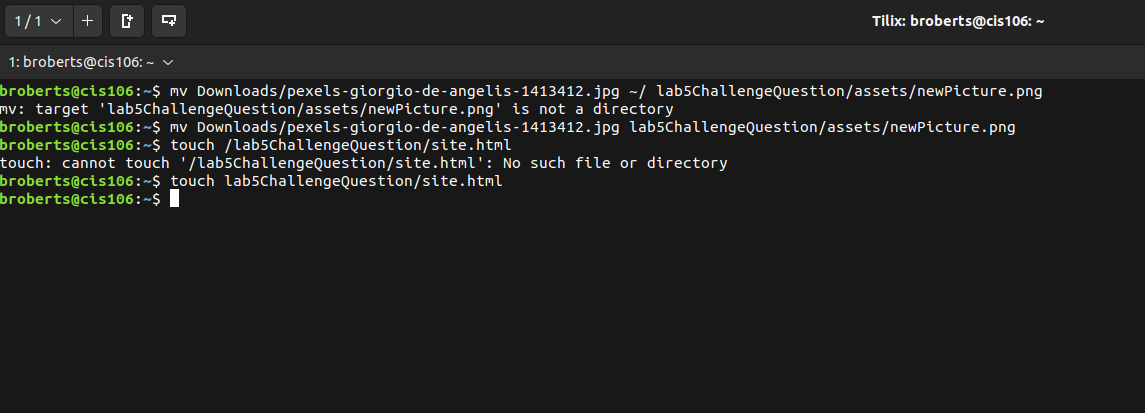 1 / 1
Tilix: broberts@cis106: ~
1: broberts@cis106: ~
broberts@cis106:~$ mv Downloads/pexels-giorgio-de-angelis-1413412.jpg ~/ lab5ChallengeQuestion/assets/newPicture.png
mv: target 'lab5ChallengeQuestion/assets/newPicture.png' is not a directory
broberts@cis106:~$ mv Downloads/pexels-giorgio-de-angelis-1413412.jpg lab5ChallengeQuestion/assets/newPicture.png
broberts@cis106:~$ touch /lab5ChallengeQuestion/site.html
touch: cannot touch '/lab5ChallengeQuestion/site.html': No such file or directory
broberts@cis106:~$ touch lab5ChallengeQuestion/site.html
broberts@cis106:~$